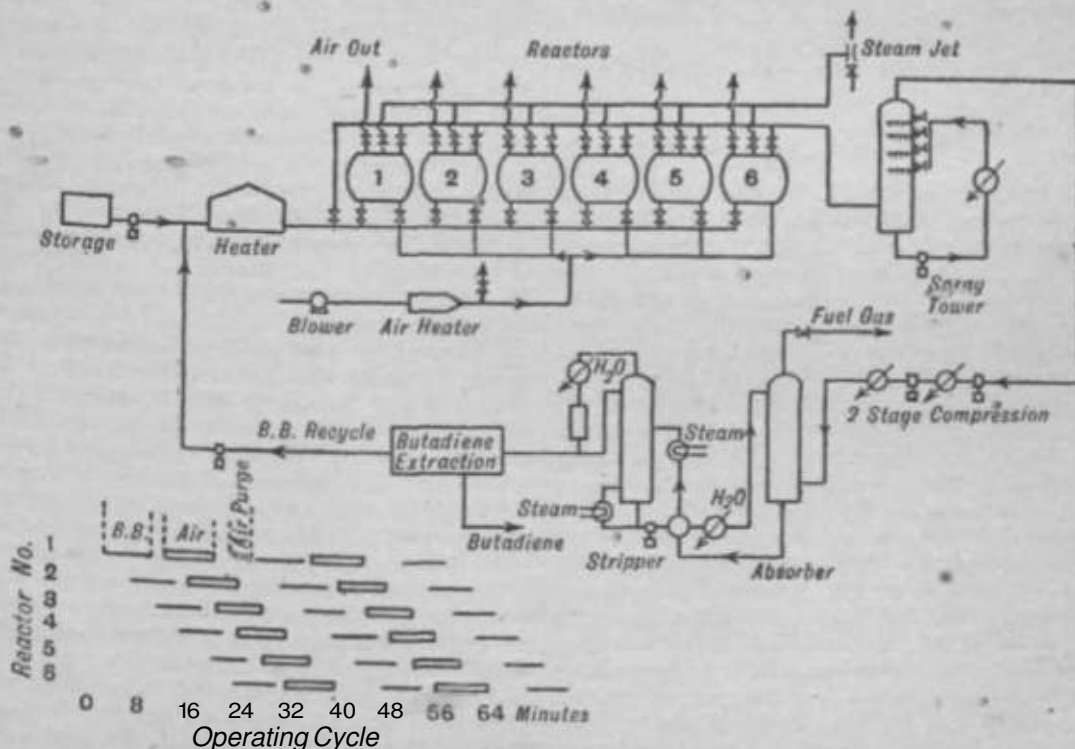 Air Out
Reactors
Steam Jet
1 2 3 4 5 6
Storage
Heater
Spray
Tower
Blower
Air Heater
Fuel Gas
H₂O
2 Stage Compression
B.B. Recycle
Butadiene
Extraction
Steam
H₂O
Steam
Butadiene
Stripper
Absorber
B.B.
Air
Purge
Reactor No.
1
2
3
4
5
6
0 8 16 24 32 40 48 56 64 Minutes
Operating Cycle